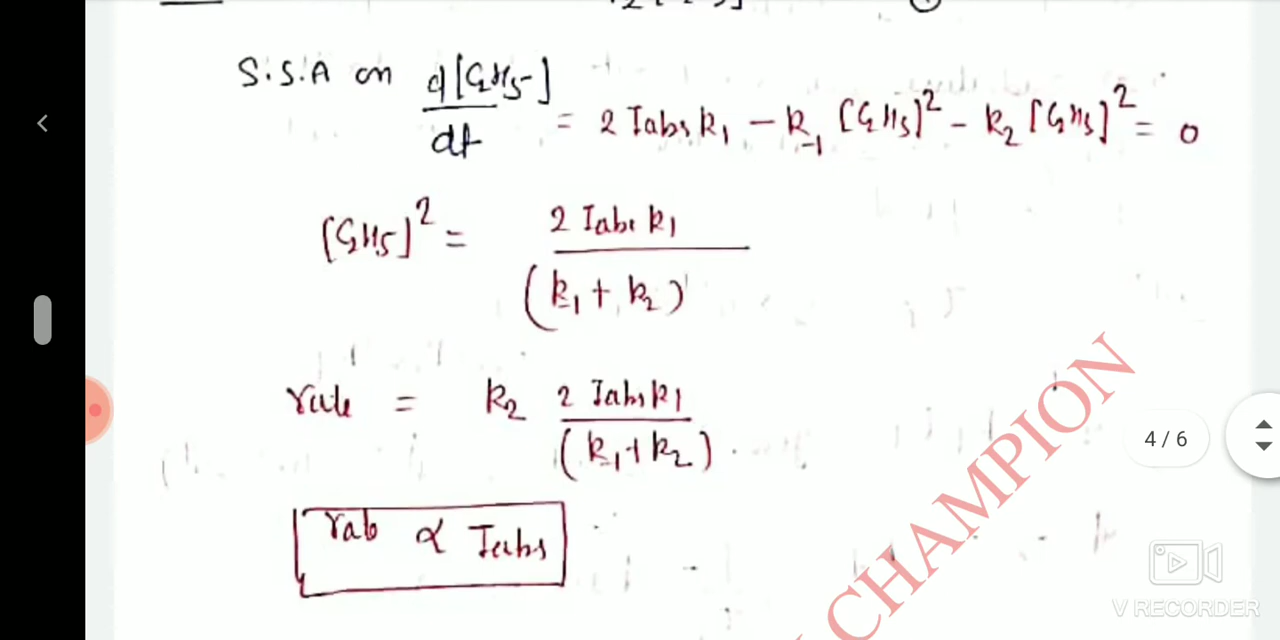 S.S.A on d[C2H5-]/dt = 2 Iabs k1 – k-1 [C2H5]^2 – k2 [C2H5]^2 = 0
[C2H5]^2 = 2 Iabs k1 / (k1 + k2)
rate = k2 2 Iabs k1 / (k1 + k2)
4 / 6
rab ∝ Iabs
CHAMPION
V RECORDER